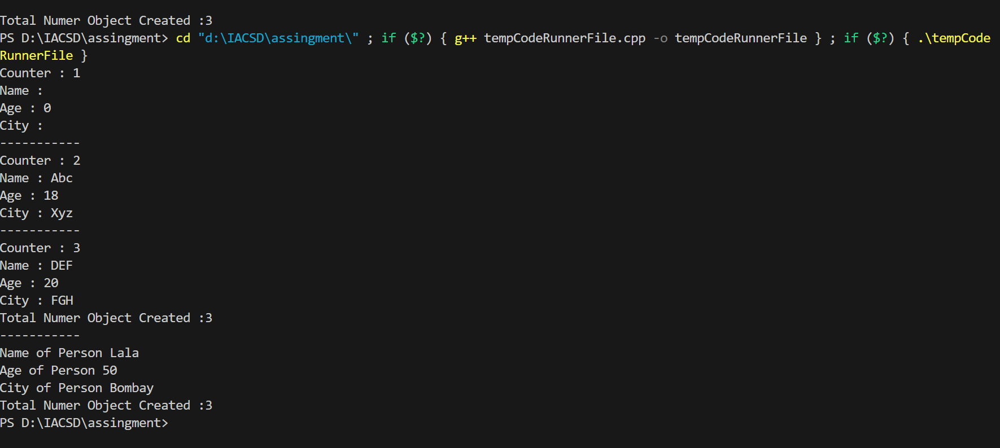 Total Numer Object Created :3
PS D:\IACSD\assingment> cd "d:\IACSD\assingment\" ; if ($?) { g++ tempCodeRunnerFile.cpp -o tempCodeRunnerFile } ; if ($?) { .\tempCode
RunnerFile }
Counter : 1
Name :
Age : 0
City :
-----------
Counter : 2
Name : Abc
Age : 18
City : Xyz
-----------
Counter : 3
Name : DEF
Age : 20
City : FGH
Total Numer Object Created :3
-----------
Name of Person Lala
Age of Person 50
City of Person Bombay
Total Numer Object Created :3
PS D:\IACSD\assingment>